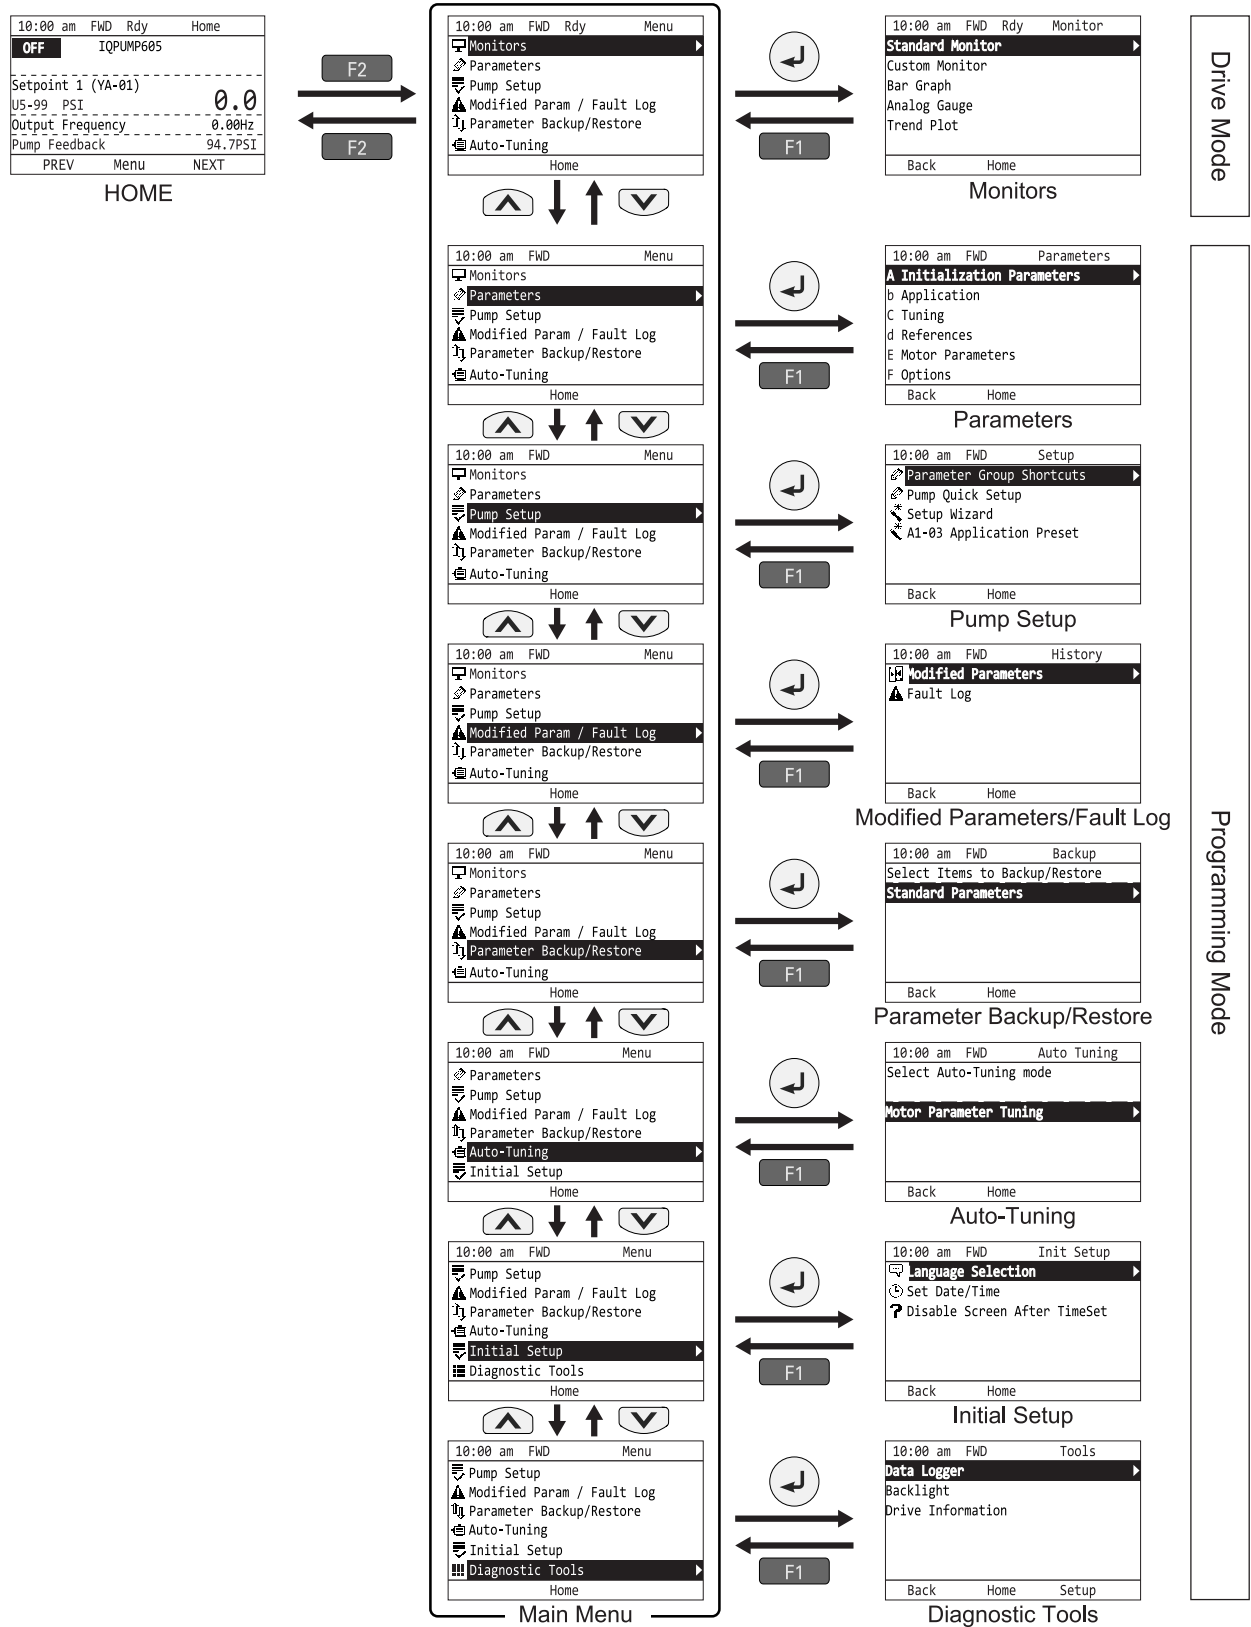 10:00 am FWD Rdy Home
OFF IQPUMP605
Setpoint 1 (YA-01)
U5-99 PSI 0.0
Output Frequency 0.00Hz
Pump Feedback 94.7PSI
PREV Menu NEXT
HOME
F2
F2
10:00 am FWD Rdy Menu
Monitors
Parameters
Pump Setup
Modified Param / Fault Log
Parameter Backup/Restore
Auto-Tuning
Home
F1
10:00 am FWD Rdy Monitor
Standard Monitor
Custom Monitor
Bar Graph
Analog Gauge
Trend Plot
Back Home
Monitors
Drive Mode
10:00 am FWD Menu
Monitors
Parameters
Pump Setup
Modified Param / Fault Log
Parameter Backup/Restore
Auto-Tuning
Home
F1
10:00 am FWD Parameters
A Initialization Parameters
b Application
C Tuning
d References
E Motor Parameters
F Options
Back Home
Parameters
10:00 am FWD Menu
Monitors
Parameters
Pump Setup
Modified Param / Fault Log
Parameter Backup/Restore
Auto-Tuning
Home
F1
10:00 am FWD Setup
Parameter Group Shortcuts
Pump Quick Setup
Setup Wizard
A1-03 Application Preset
Back Home
Pump Setup
10:00 am FWD Menu
Monitors
Parameters
Pump Setup
Modified Param / Fault Log
Parameter Backup/Restore
Auto-Tuning
Home
F1
10:00 am FWD History
Modified Parameters
Fault Log
Back Home
Modified Parameters/Fault Log
10:00 am FWD Menu
Monitors
Parameters
Pump Setup
Modified Param / Fault Log
Parameter Backup/Restore
Auto-Tuning
Home
F1
10:00 am FWD Backup
Select Items to Backup/Restore
Standard Parameters
Back Home
Parameter Backup/Restore
10:00 am FWD Menu
Parameters
Pump Setup
Modified Param / Fault Log
Parameter Backup/Restore
Auto-Tuning
Initial Setup
Home
F1
10:00 am FWD Auto Tuning
Select Auto-Tuning mode
Motor Parameter Tuning
Back Home
Auto-Tuning
10:00 am FWD Menu
Pump Setup
Modified Param / Fault Log
Parameter Backup/Restore
Auto-Tuning
Initial Setup
Diagnostic Tools
Home
F1
10:00 am FWD Init Setup
Language Selection
Set Date/Time
Disable Screen After TimeSet
Back Home
Initial Setup
10:00 am FWD Menu
Pump Setup
Modified Param / Fault Log
Parameter Backup/Restore
Auto-Tuning
Initial Setup
Diagnostic Tools
Home
Main Menu
F1
10:00 am FWD Tools
Data Logger
Backlight
Drive Information
Back Home Setup
Diagnostic Tools
Programming Mode